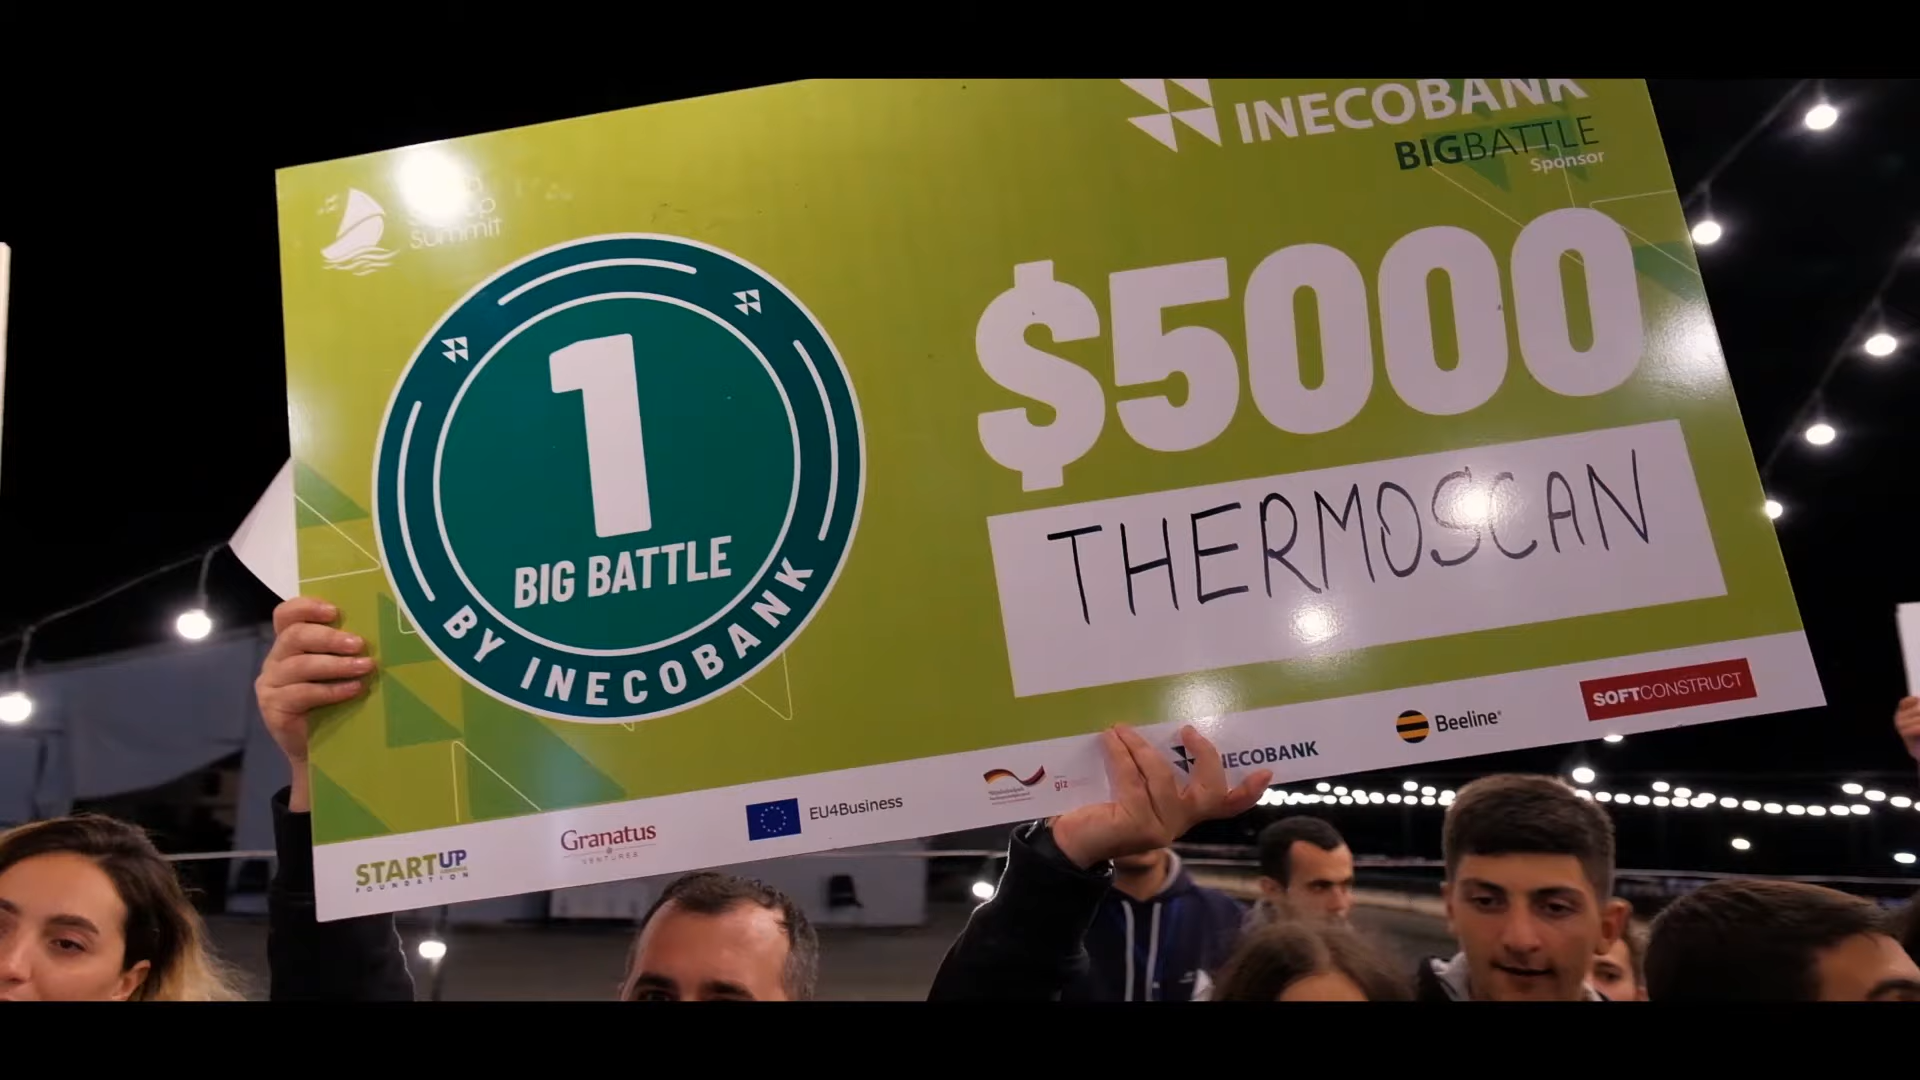 INECOBANK
BIGBATTLE
Sponsor
Summit
$5000
1
BIG BATTLE
BY INECOBANK
THERMOSCAN
STARTUP
FOUNDATION
Granatus
VENTURES
EU4Business
giz
INECOBANK
Beeline
SOFTCONSTRUCT